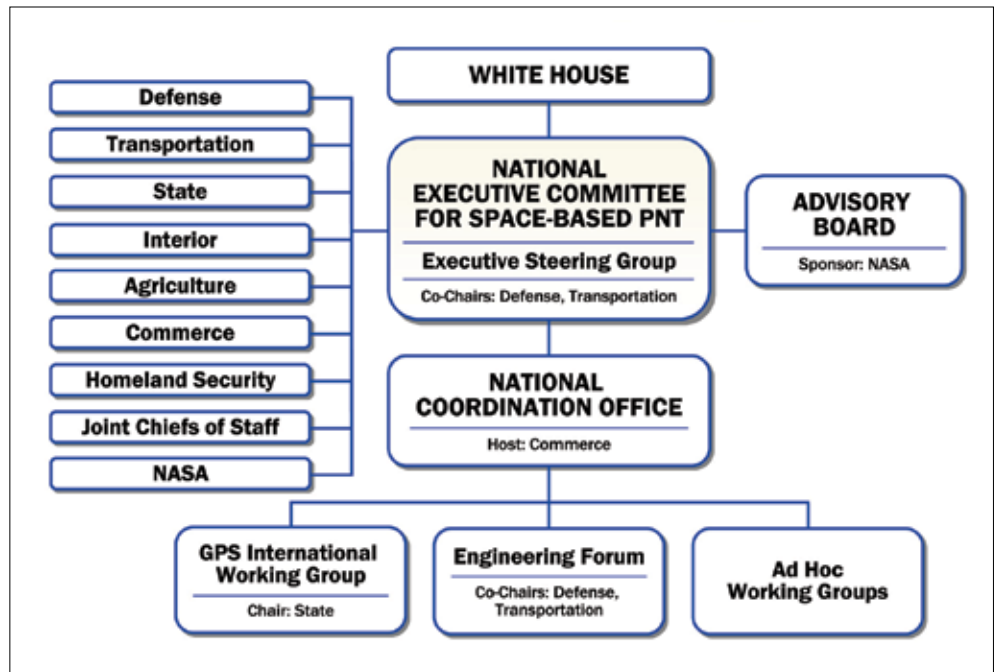 WHITE HOUSE
Defense
Transportation
State
Interior
Agriculture
Commerce
Homeland Security
Joint Chiefs of Staff
NASA
NATIONAL
EXECUTIVE COMMITTEE
FOR SPACE-BASED PNT
Executive Steering Group
Co-Chairs: Defense, Transportation
ADVISORY
BOARD
Sponsor: NASA
NATIONAL
COORDINATION OFFICE
Host: Commerce
GPS International
Working Group
Chair: State
Engineering Forum
Co-Chairs: Defense,
Transportation
Ad Hoc
Working Groups